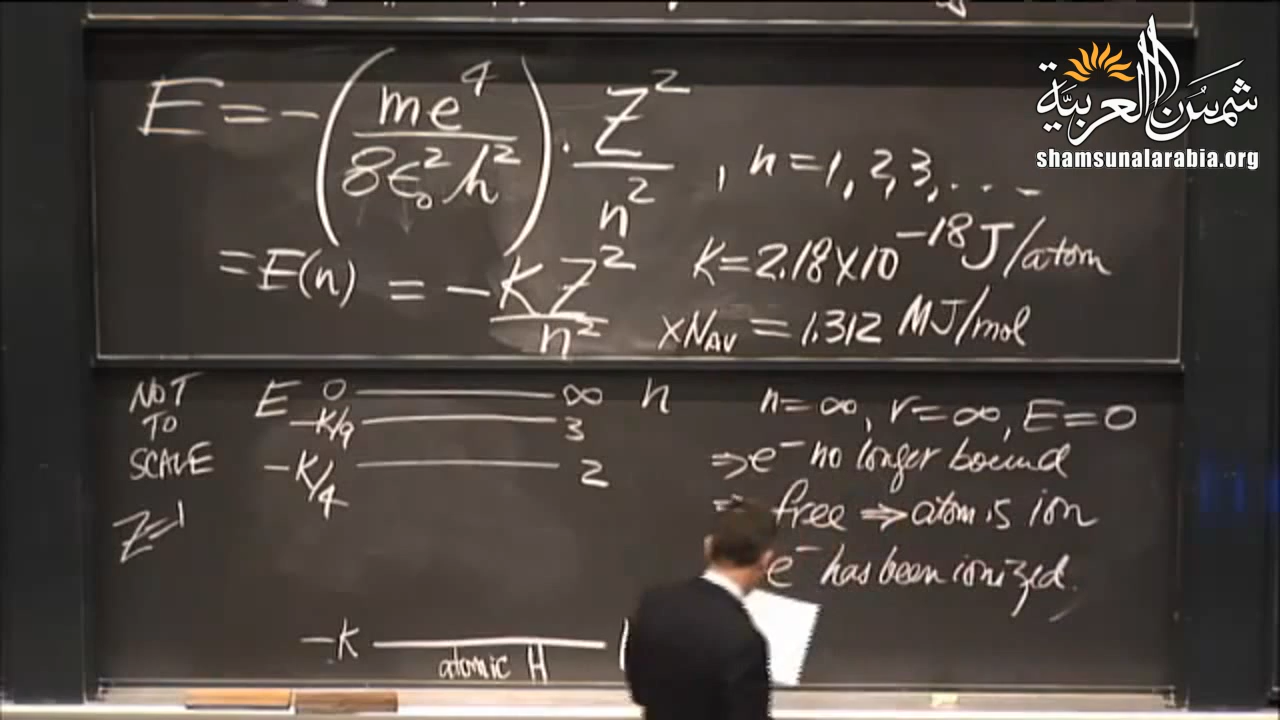 شمس العربية
shamsunalarabia.org
E = -(me⁴/8ϵ₀²h²) · Z²/n² , n = 1, 2, 3, ....
= E(n) = -KZ²/n²
K = 2.18 X 10⁻¹⁸ J/atom
xN_AV = 1.312 MJ/mol
NOT
TO
SCALE
Z=1
E 0 ∞ n
-K/9 3
-K/4 2
-K
atomic H
n=∞, r=∞, E=0
⇒ e⁻ no longer bound
⇒ free ⇒ atom is ion
e⁻ has been ionized.